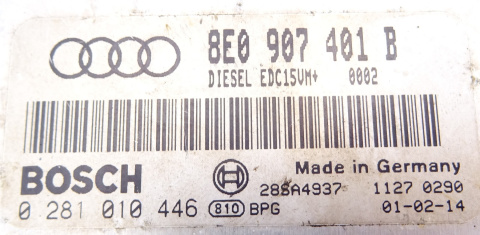 8E0 907 401 B
DIESEL EDC15VM+ 0002
BOSCH Made in Germany
28SA4937 1127 0290
0 281 010 446 810 BPG 01-02-14